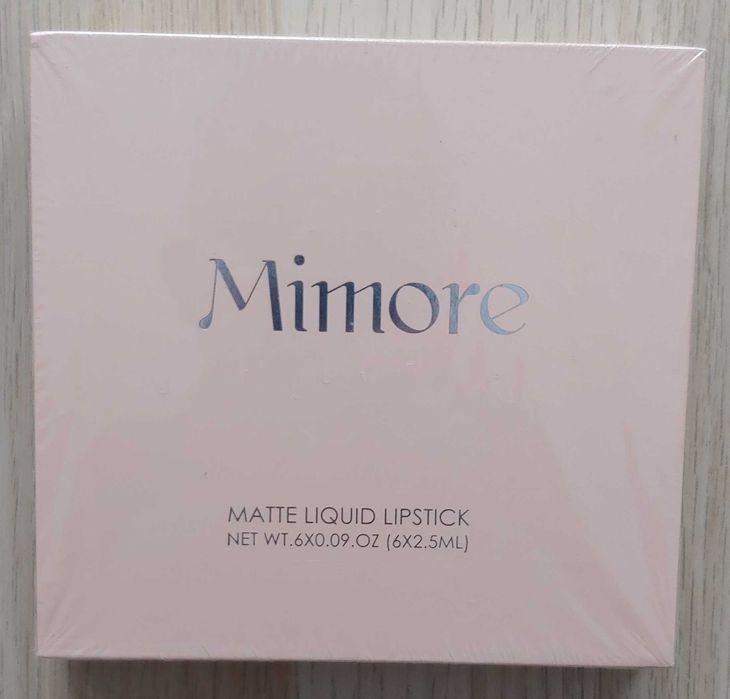 Mimore
MATTE LIQUID LIPSTICK
NET WT.6X0.09.OZ (6X2.5ML)